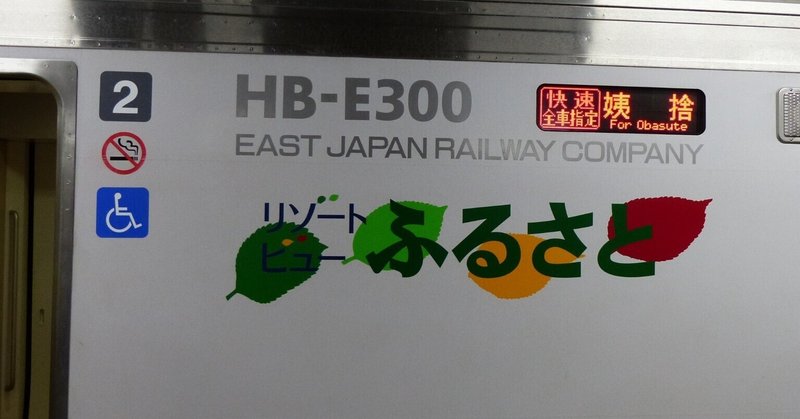 2
HB-E300
快速 姨捨
全車指定 For Obasute
EAST JAPAN RAILWAY COMPANY
リゾート
ビュー
ふるさと